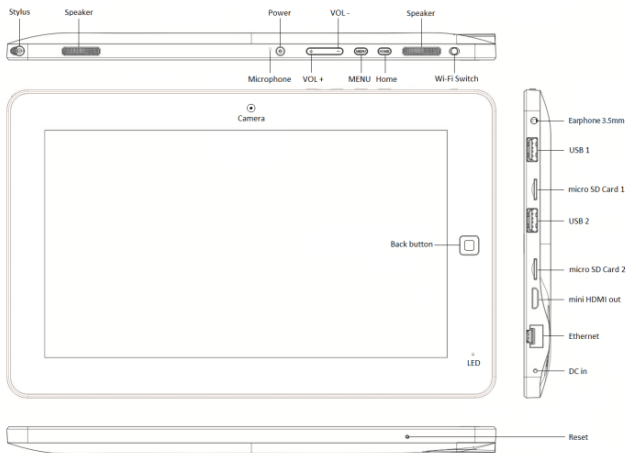 Stylus
Speaker
Power
VOL -
Speaker
Microphone
VOL +
MENU
Home
Wi-Fi Switch
MENU
HOME
Camera
Back button
LED
Earphone 3.5mm
USB 1
micro SD Card 1
USB 2
micro SD Card 2
mini HDMI out
Ethernet
DC in
Reset